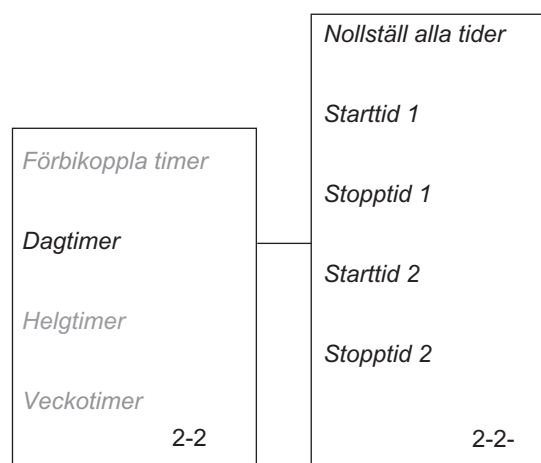 Förbikoppla timer
Dagtimer
Helgtimer
Veckotimer
2-2
Nollställ alla tider
Starttid 1
Stopptid 1
Starttid 2
Stopptid 2
2-2-